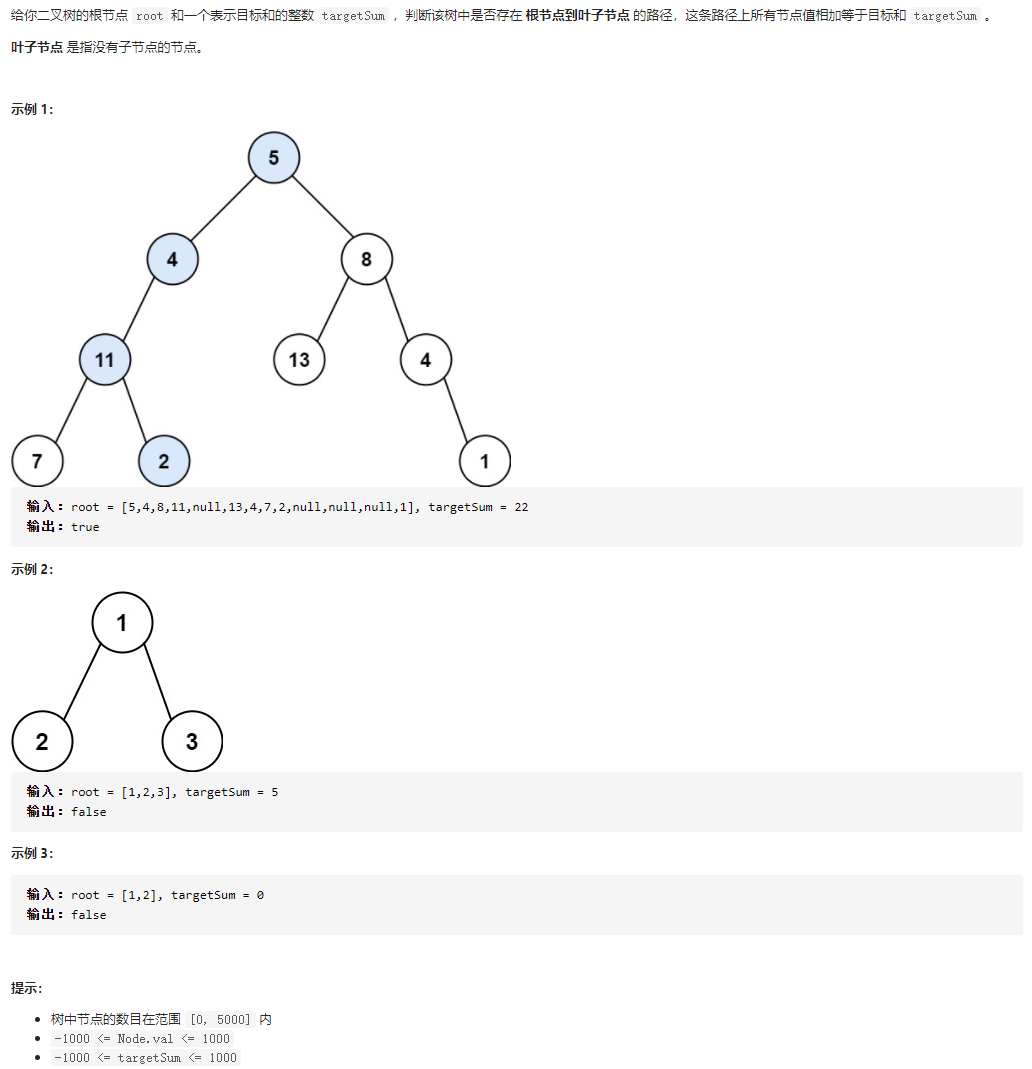 给你二叉树的根节点 root 和一个表示目标和的整数 targetSum ，判断该树中是否存在 根节点到叶子节点 的路径，这条路径上所有节点值相加等于目标和 targetSum 。
叶子节点 是指没有子节点的节点。
示例 1：
5
4
8
11
13
4
7
2
1
输入：root = [5,4,8,11,null,13,4,7,2,null,null,null,1], targetSum = 22
输出：true
示例 2：
1
2
3
输入：root = [1,2,3], targetSum = 5
输出：false
示例 3：
输入：root = [1,2], targetSum = 0
输出：false
提示：
• 树中节点的数目在范围 [0, 5000] 内
• -1000 <= Node.val <= 1000
• -1000 <= targetSum <= 1000